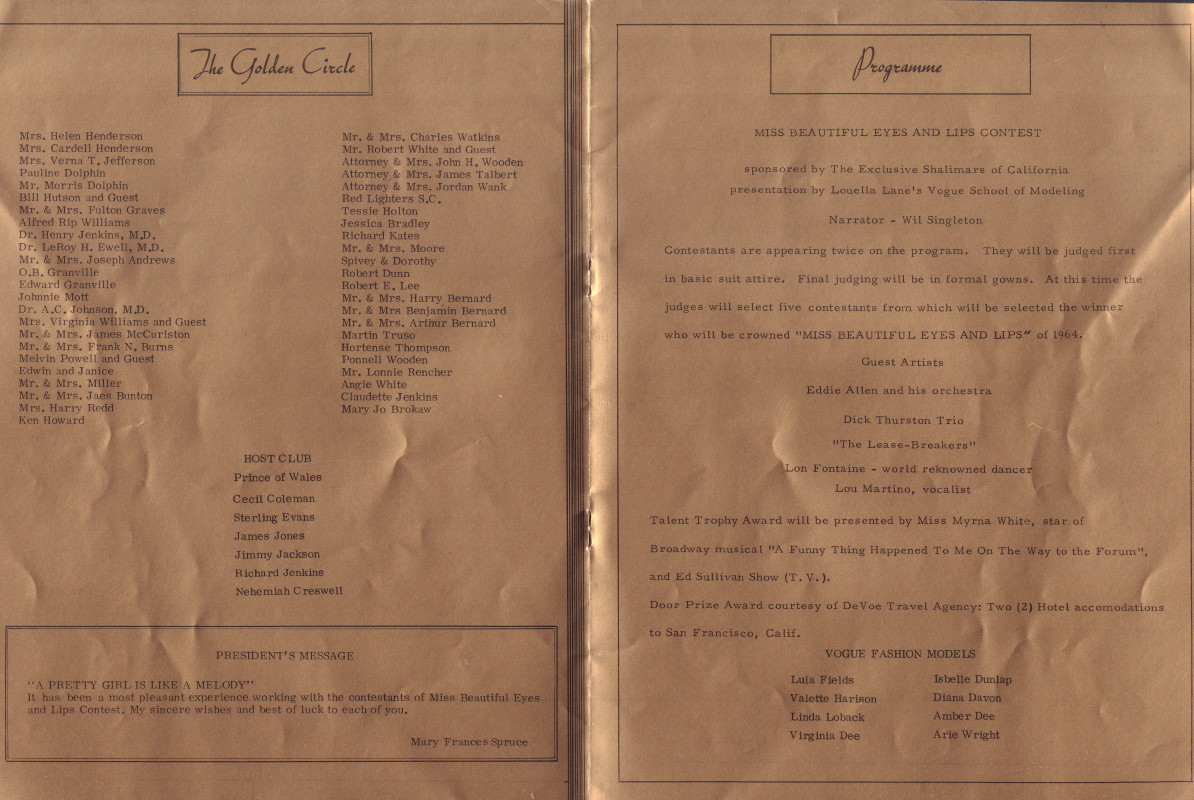 The Golden Circle
Mrs. Helen Henderson
Mrs. Cardell Henderson
Mrs. Verna T. Jefferson
Pauline Dolphin
Mr. Morris Dolphin
Bill Hutson and Guest
Mr. & Mrs. Fulton Graves
Alfred Rip Williams
Dr. Henry Jenkins, M.D.
Dr. LeRoy H. Ewell, M.D.
Mr. & Mrs. Joseph Andrews
O.B. Granville
Edward Granville
Johnnie Mott
Dr. A.C. Johnson, M.D.
Mrs. Virginia Williams and Guest
Mr. & Mrs. James McCuriston
Mr. & Mrs. Frank N. Burns
Melvin Powell and Guest
Edwin and Janice
Mr. & Mrs. Miller
Mr. & Mrs. Jaes Bunton
Mrs. Harry Redd
Ken Howard
Mr. & Mrs. Charles Watkins
Mr. Robert White and Guest
Attorney & Mrs. John H. Wooden
Attorney & Mrs. James Talbert
Attorney & Mrs. Jordan Wank
Red Lighters S.C.
Tessie Holton
Jessica Bradley
Richard Kates
Mr. & Mrs. Moore
Spivey & Dorothy
Robert Dunn
Robert E. Lee
Mr. & Mrs. Harry Bernard
Mr. & Mrs Benjamin Bernard
Mr. & Mrs. Arthur Bernard
Martin Truso
Hortense Thompson
Ponnell Wooden
Mr. Lonnie Rencher
Angie White
Claudette Jenkins
Mary Jo Brokaw
HOST CLUB
Prince of Wales
Cecil Coleman
Sterling Evans
James Jones
Jimmy Jackson
Richard Jenkins
Nehemiah Creswell
PRESIDENT'S MESSAGE
"A PRETTY GIRL IS LIKE A MELODY"
It has been a most pleasant experience working with the contestants of Miss Beautiful Eyes
and Lips Contest. My sincere wishes and best of luck to each of you.
Mary Frances Spruce
Programme
MISS BEAUTIFUL EYES AND LIPS CONTEST
sponsored by The Exclusive Shalimars of California
presentation by Louella Lane's Vogue School of Modeling
Narrator - Wil Singleton
Contestants are appearing twice on the program. They will be judged first
in basic suit attire. Final judging will be in formal gowns. At this time the
judges will select five contestants from which will be selected the winner
who will be crowned "MISS BEAUTIFUL EYES AND LIPS" of 1964.
Guest Artists
Eddie Allen and his orchestra
Dick Thurston Trio
"The Lease-Breakers"
Lon Fontaine - world reknowned dancer
Lou Martino, vocalist
Talent Trophy Award will be presented by Miss Myrna White, star of
Broadway musical "A Funny Thing Happened To Me On The Way to the Forum",
and Ed Sullivan Show (T.V.).
Door Prize Award courtesy of DeVoe Travel Agency: Two (2) Hotel accomodations
to San Francisco, Calif.
VOGUE FASHION MODELS
Lula Fields
Valette Harison
Linda Loback
Virginia Dee
Isbelle Dunlap
Diana Davon
Amber Dee
Arie Wright